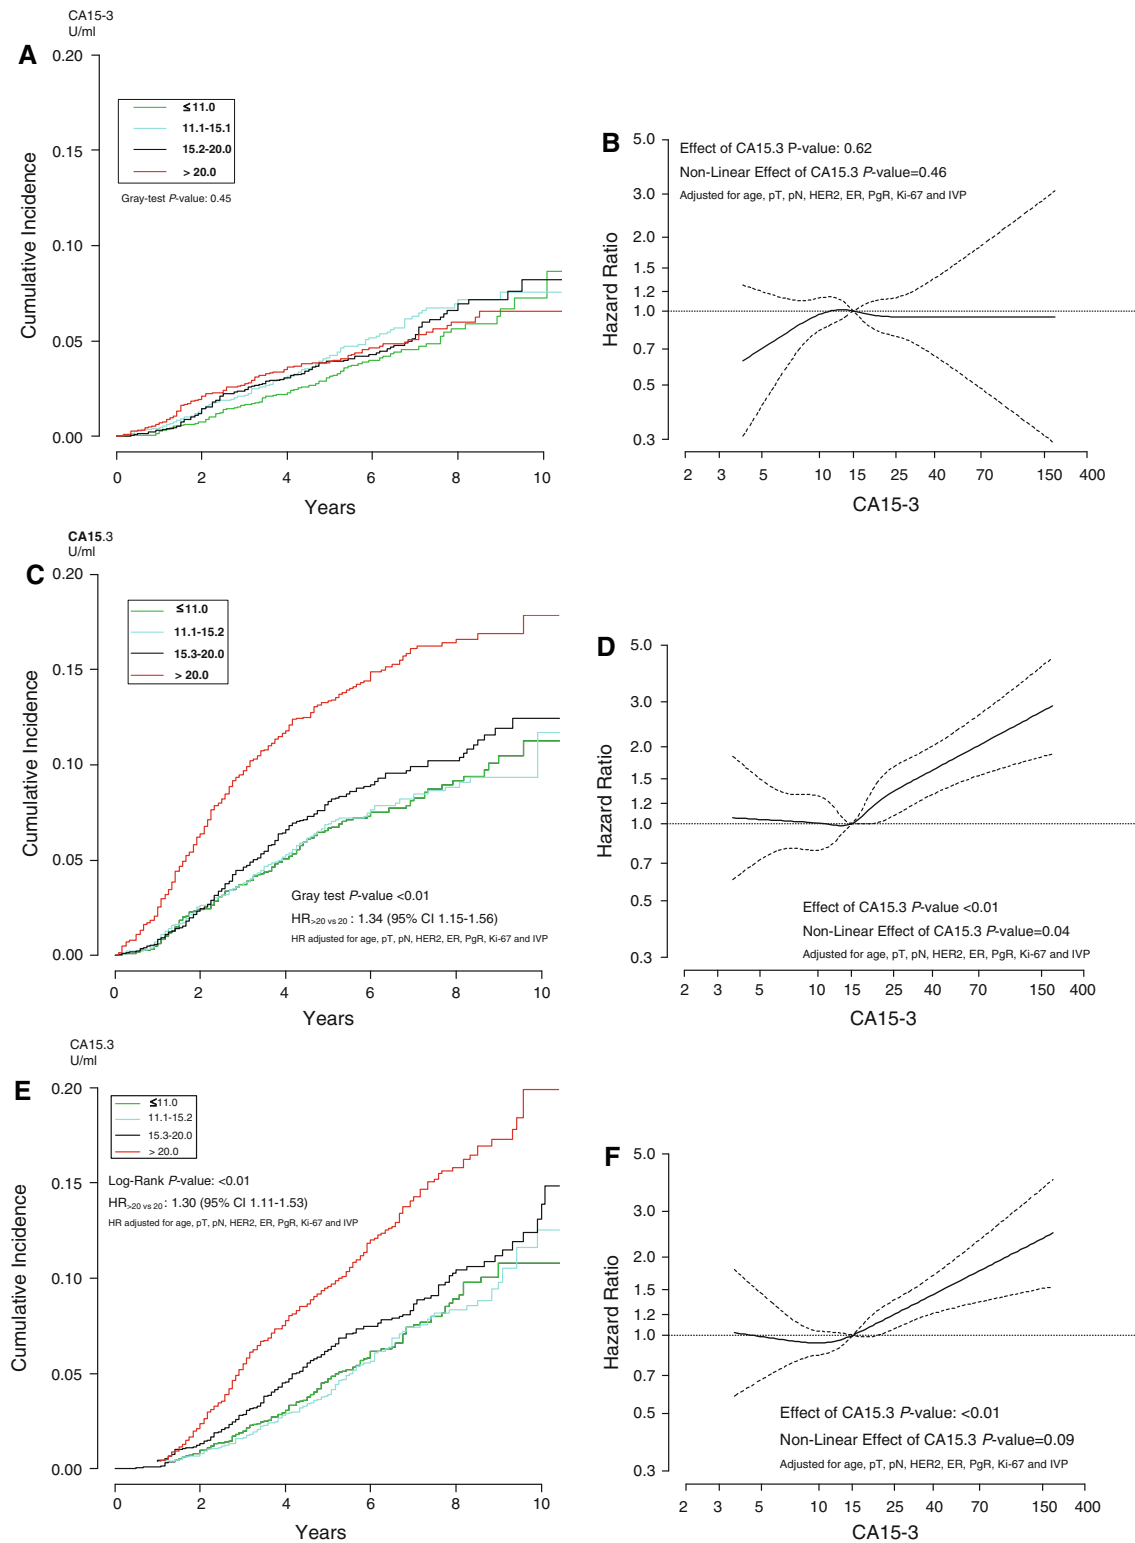 CA15-3
U/ml
A
0.20
0.15
0.10
0.05
0.00
Cumulative Incidence
≤11.0
11.1-15.1
15.2-20.0
> 20.0
Gray-test P-value: 0.45
0 2 4 6 8 10
Years
B
5.0
3.0
2.0
1.5
1.2
1.0
0.7
0.5
0.3
Hazard Ratio
Effect of CA15.3 P-value: 0.62
Non-Linear Effect of CA15.3 P-value=0.46
Adjusted for age, pT, pN, HER2, ER, PgR, Ki-67 and IVP
2 3 5 10 15 25 40 70 150 400
CA15-3
CA15.3
U/ml
C
0.20
0.15
0.10
0.05
0.00
Cumulative Incidence
≤11.0
11.1-15.2
15.3-20.0
> 20.0
Gray test P-value <0.01
HR>20 vs 20 : 1.34 (95% CI 1.15-1.56)
HR adjusted for age, pT, pN, HER2, ER, PgR, Ki-67 and IVP
0 2 4 6 8 10
Years
D
5.0
3.0
2.0
1.5
1.2
1.0
0.7
0.5
0.3
Hazard Ratio
Effect of CA15.3 P-value <0.01
Non-Linear Effect of CA15.3 P-value=0.04
Adjusted for age, pT, pN, HER2, ER, PgR, Ki-67 and IVP
2 3 5 10 15 25 40 70 150 400
CA15-3
CA15.3
U/ml
E
0.20
0.15
0.10
0.05
0.00
Cumulative Incidence
≤11.0
11.1-15.2
15.3-20.0
> 20.0
Log-Rank P-value: <0.01
HR>20 vs 20 : 1.30 (95% CI 1.11-1.53)
HR adjusted for age, pT, pN, HER2, ER, PgR, Ki-67 and IVP
0 2 4 6 8 10
Years
F
5.0
3.0
2.0
1.5
1.2
1.0
0.7
0.5
0.3
Hazard Ratio
Effect of CA15.3 P-value: <0.01
Non-Linear Effect of CA15.3 P-value=0.09
Adjusted for age, pT, pN, HER2, ER, PgR, Ki-67 and IVP
2 3 5 10 15 25 40 70 150 400
CA15-3